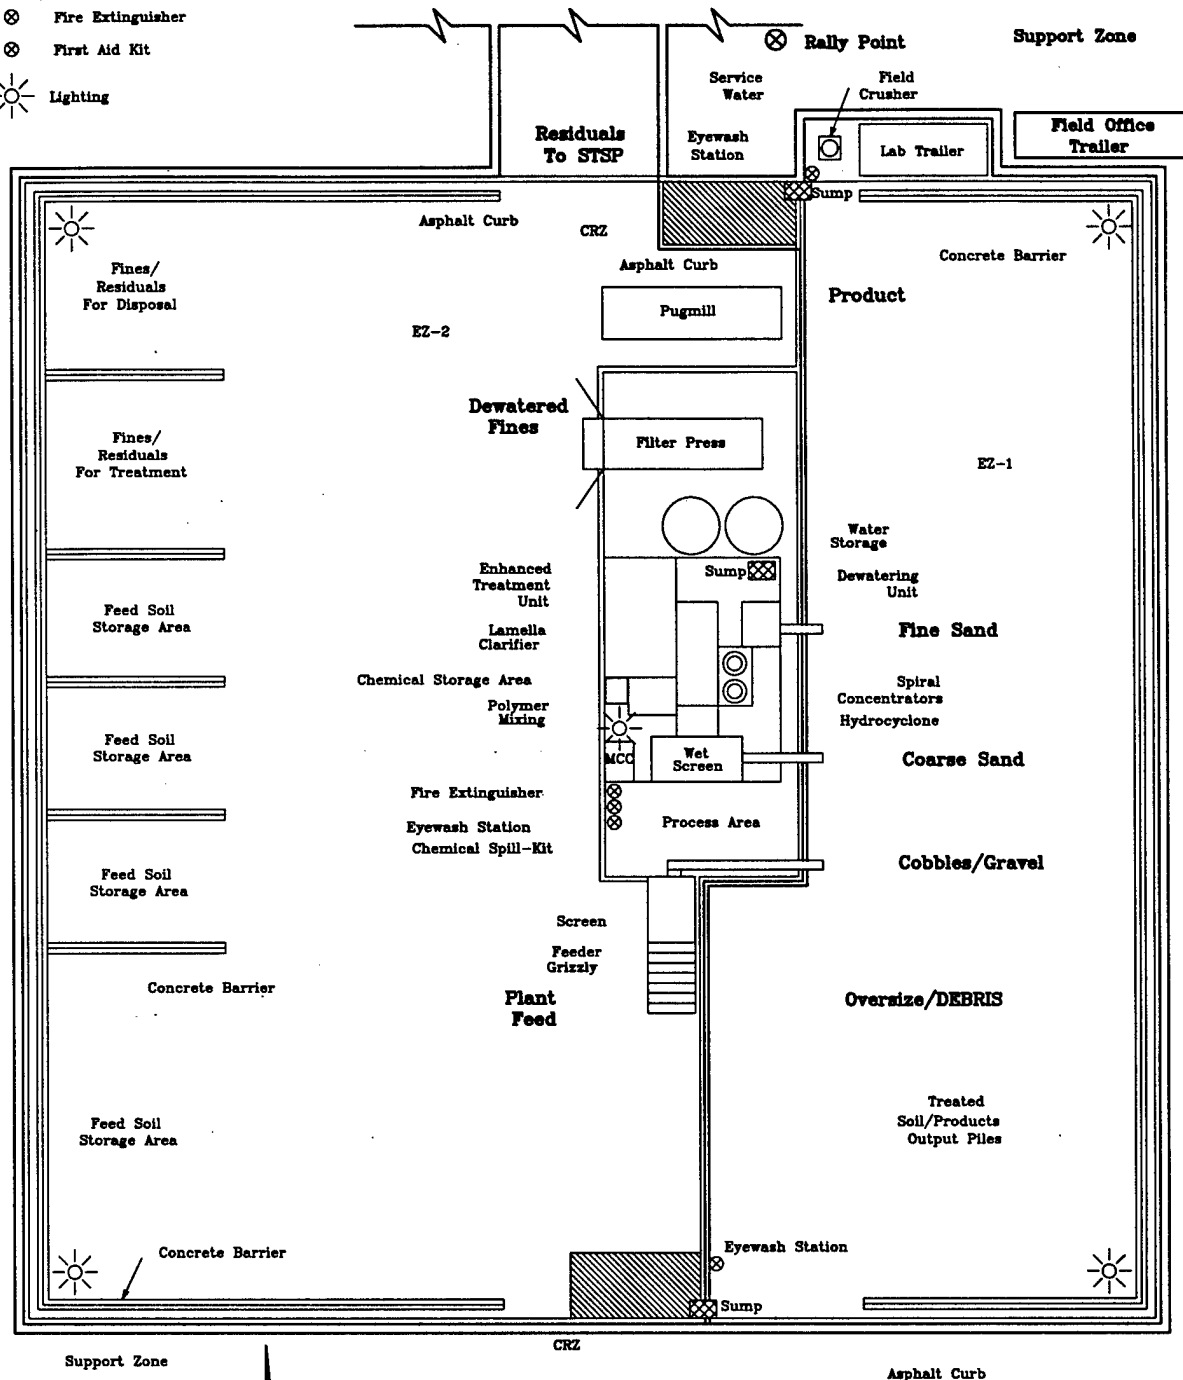 Fire Extinguisher
First Aid Kit
Lighting
Rally Point
Support Zone
Service
Water
Field
Crusher
Residuals
To STSP
Eyewash
Station
Lab Trailer
Field Office
Trailer
Sump
Asphalt Curb
CRZ
Asphalt Curb
Concrete Barrier
Fines/
Residuals
For Disposal
Product
Pugmill
EZ-2
Dewatered
Fines
Filter Press
Fines/
Residuals
For Treatment
EZ-1
Water
Storage
Enhanced
Treatment
Unit
Sump
Dewatering
Unit
Feed Soil
Storage Area
Lamella
Clarifier
Fine Sand
Chemical Storage Area
Polymer
Mixing
Spiral
Concentrators
Hydrocyclone
Feed Soil
Storage Area
MCC
Wet
Screen
Coarse Sand
Fire Extinguisher
Eyewash Station
Chemical Spill-Kit
Process Area
Cobbles/Gravel
Feed Soil
Storage Area
Screen
Feeder
Grizzly
Concrete Barrier
Plant
Feed
Oversize/DEBRIS
Treated
Soil/Products
Output Piles
Feed Soil
Storage Area
Concrete Barrier
Eyewash Station
Sump
CRZ
Support Zone
Asphalt Curb